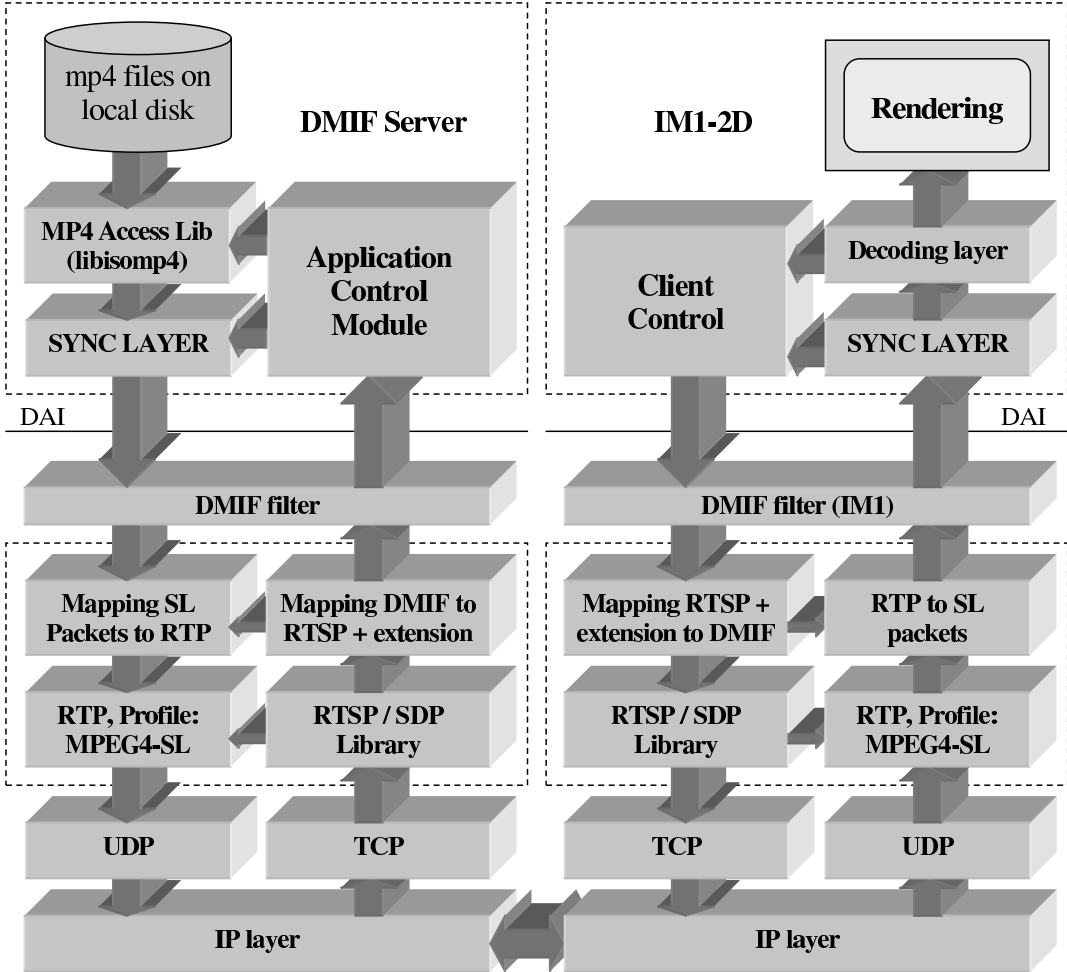 mp4 files on
local disk
DMIF Server
MP4 Access Lib
(libisomp4)
Application
Control
Module
SYNC LAYER
DAI
DMIF filter
Mapping SL
Packets to RTP
Mapping DMIF to
RTSP + extension
RTP, Profile:
MPEG4-SL
RTSP / SDP
Library
UDP
TCP
IP layer
IM1-2D
Rendering
Client
Control
Decoding layer
SYNC LAYER
DAI
DMIF filter (IM1)
Mapping RTSP +
extension to DMIF
RTP to SL
packets
RTSP / SDP
Library
RTP, Profile:
MPEG4-SL
TCP
UDP
IP layer